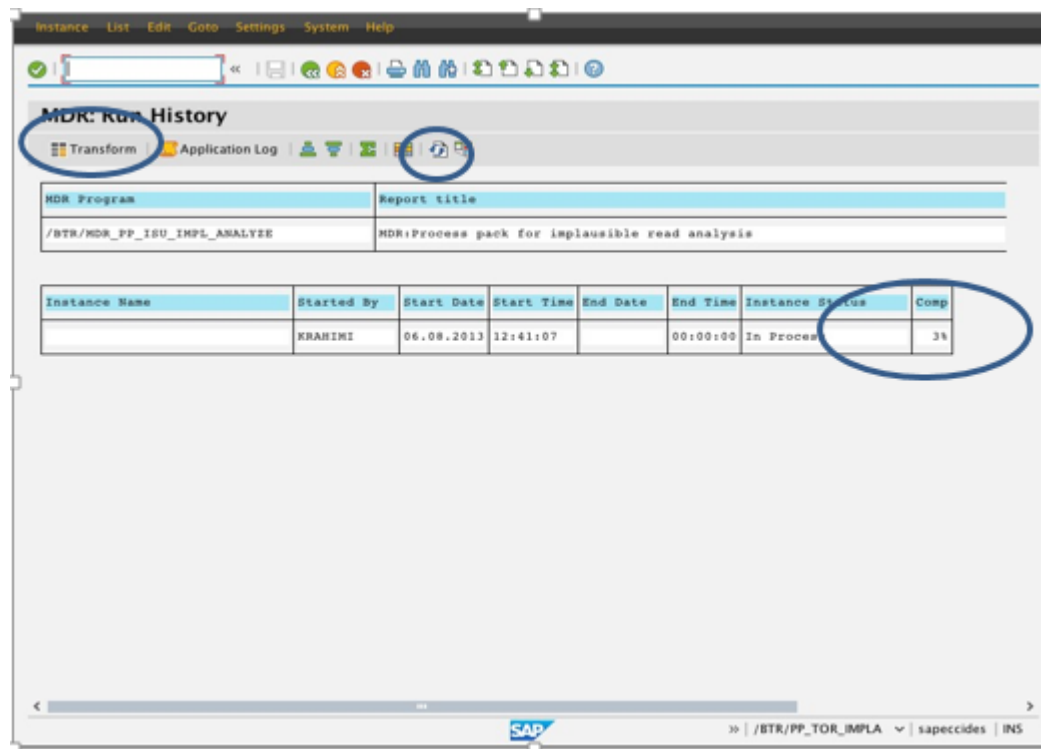 Instance List Edit Goto Settings System Help
«
MDR: Run History
Transform Application Log
MDR Program Report title
/BTR/MDR_PP_ISU_IMPL_ANALYZE MDR:Process pack for implausible read analysis
Instance Name Started By Start Date Start Time End Date End Time Instance Status Comp
KRAHIMI 06.08.2013 12:41:07 00:00:00 In Process 3%
SAP » /BTR/PP_TOR_IMPLA sapeccides INS